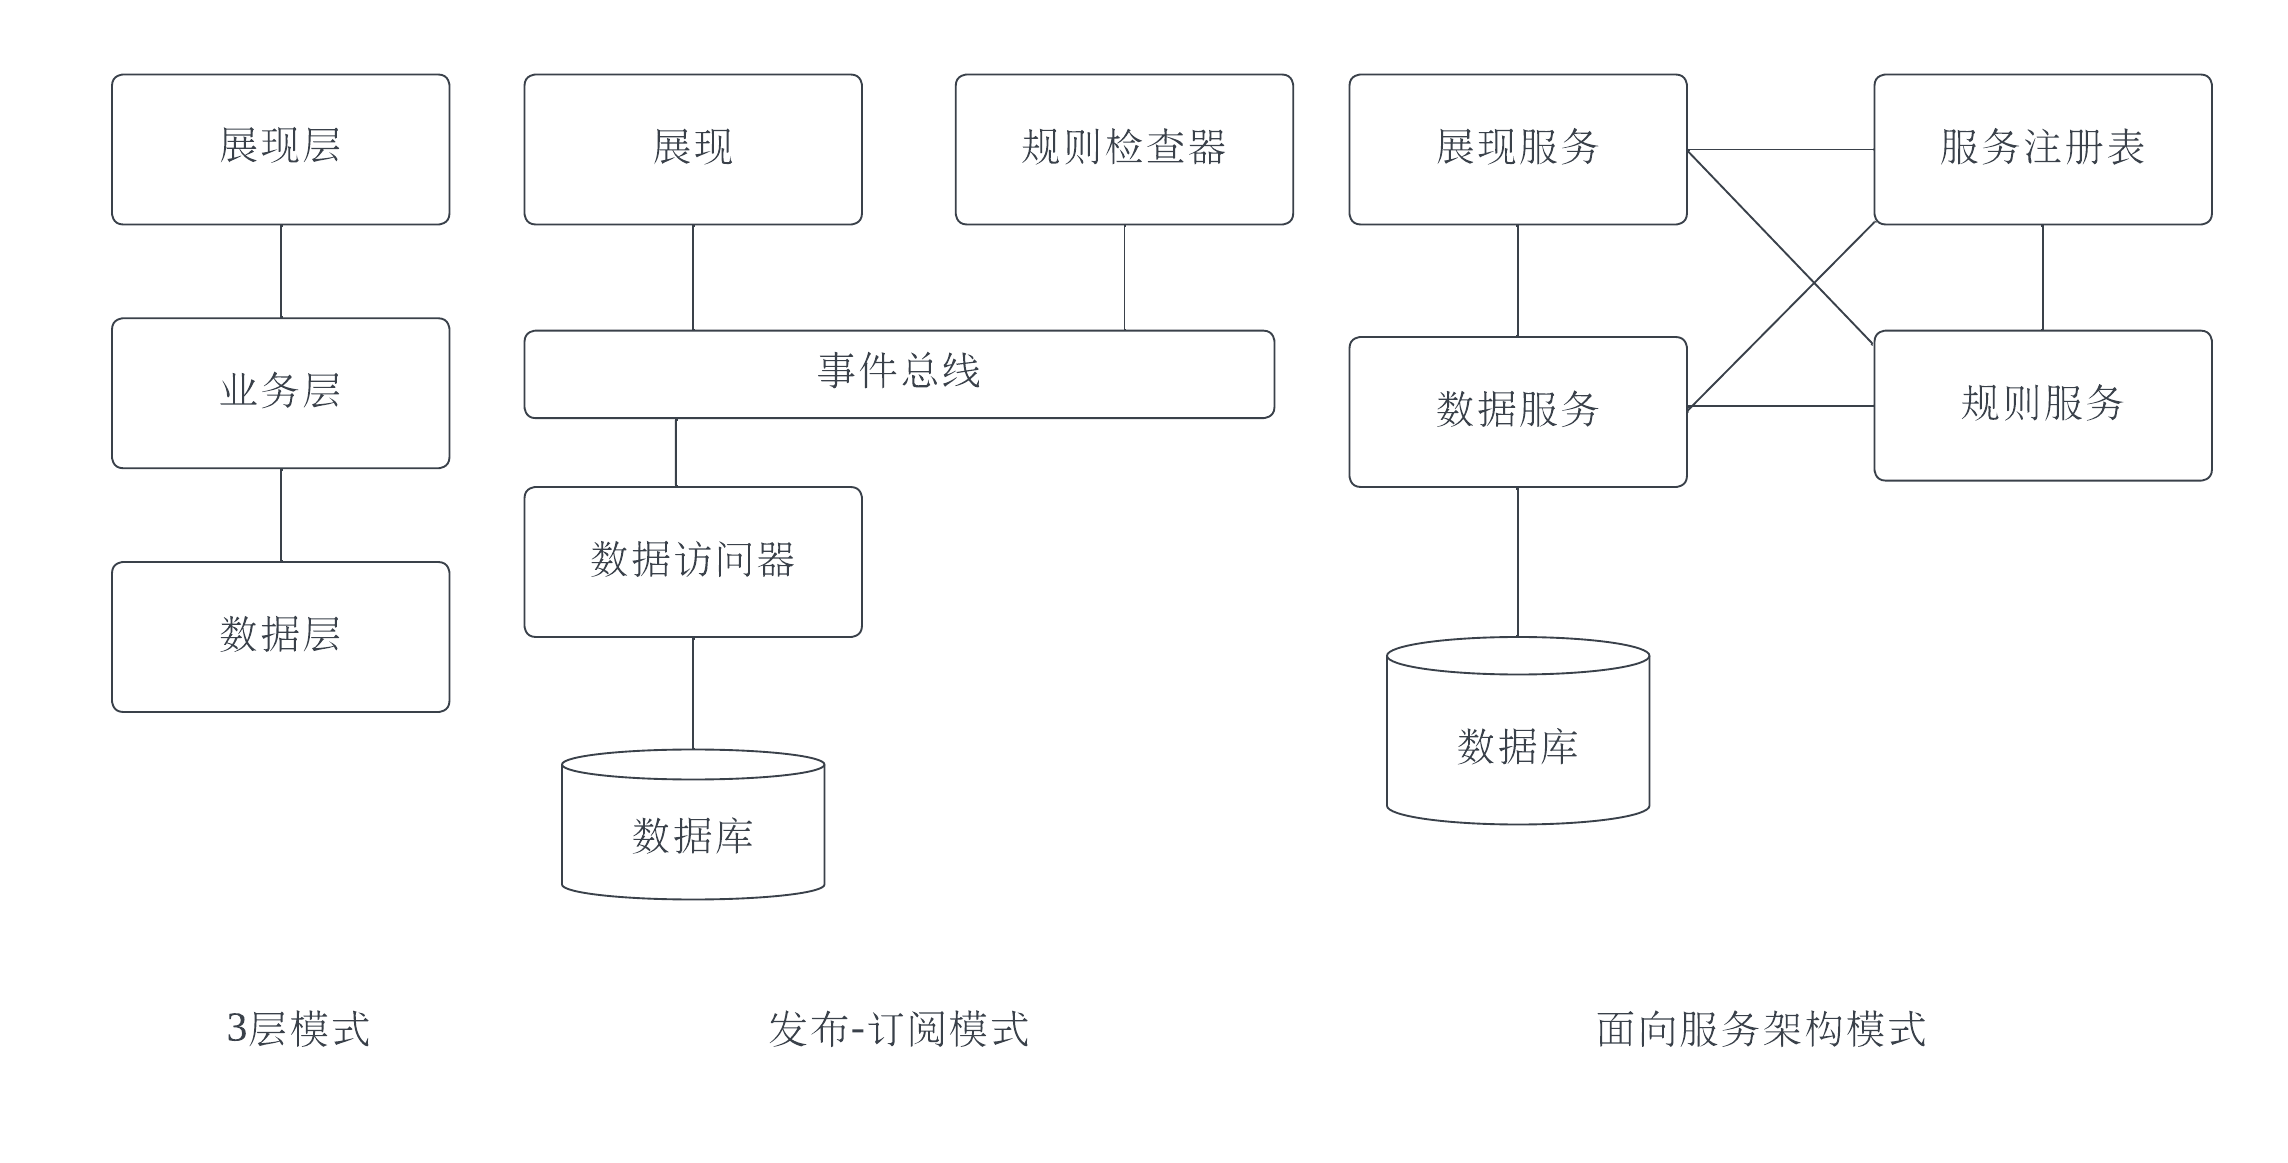 展现层
业务层
数据层
3层模式
展现
规则检查器
事件总线
数据访问器
数据库
发布-订阅模式
展现服务
服务注册表
数据服务
规则服务
数据库
面向服务架构模式